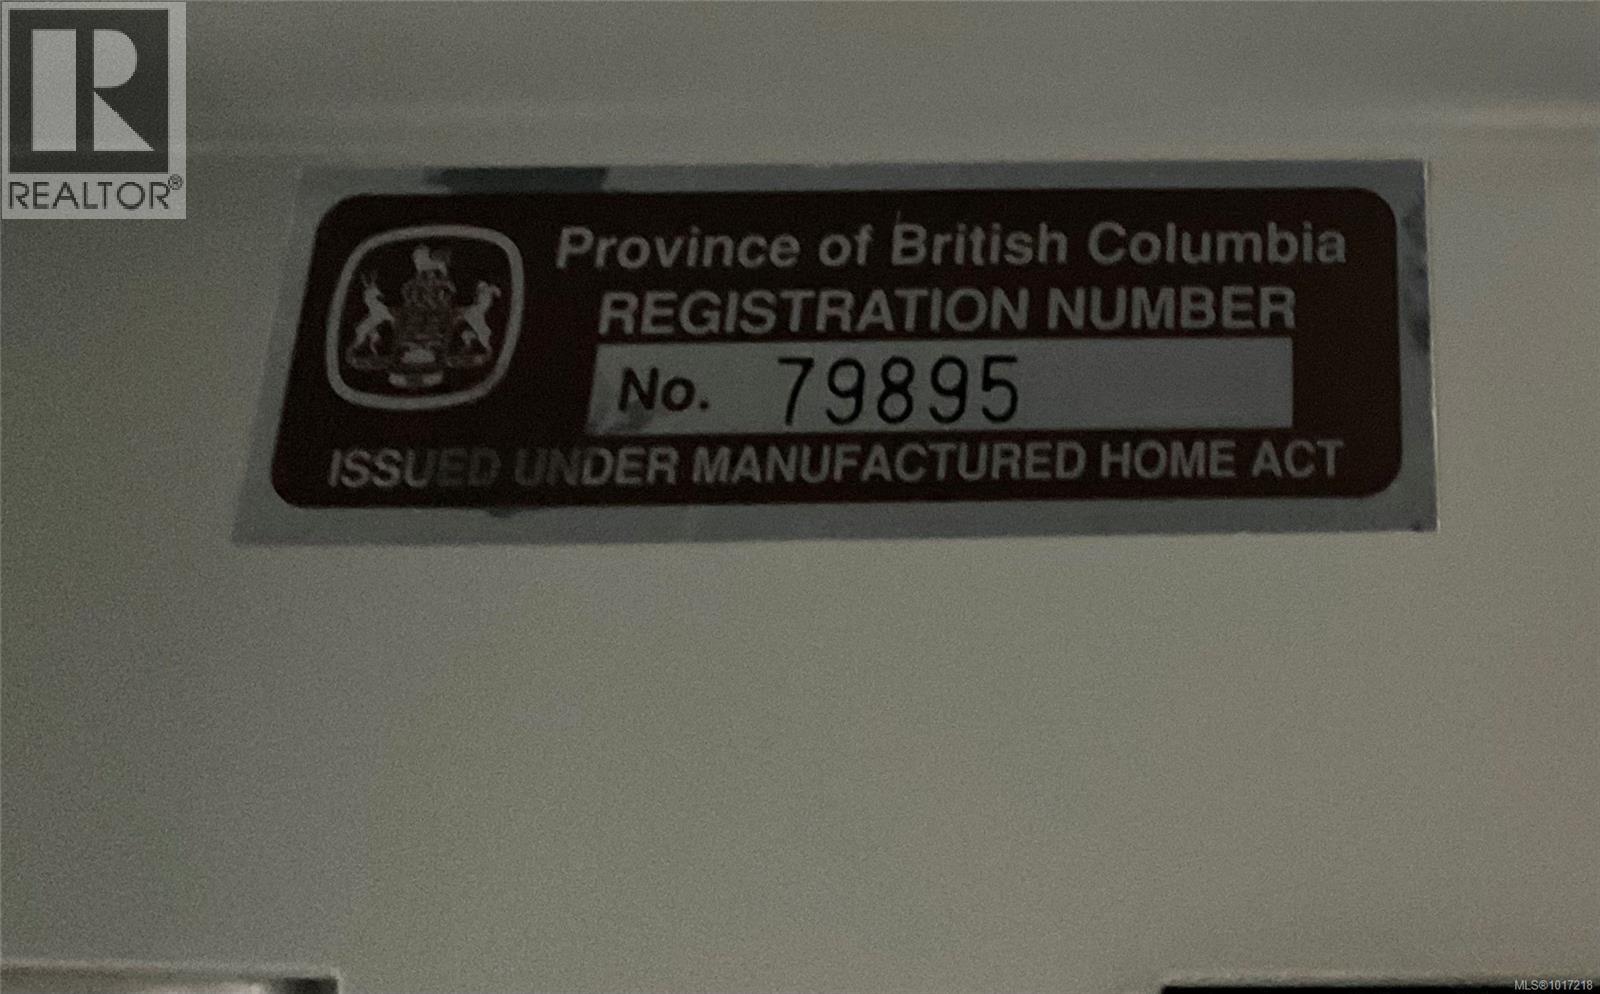 REALTOR®
Province of British Columbia
REGISTRATION NUMBER
No. 79895
ISSUED UNDER MANUFACTURED HOME ACT
MLS®1017218